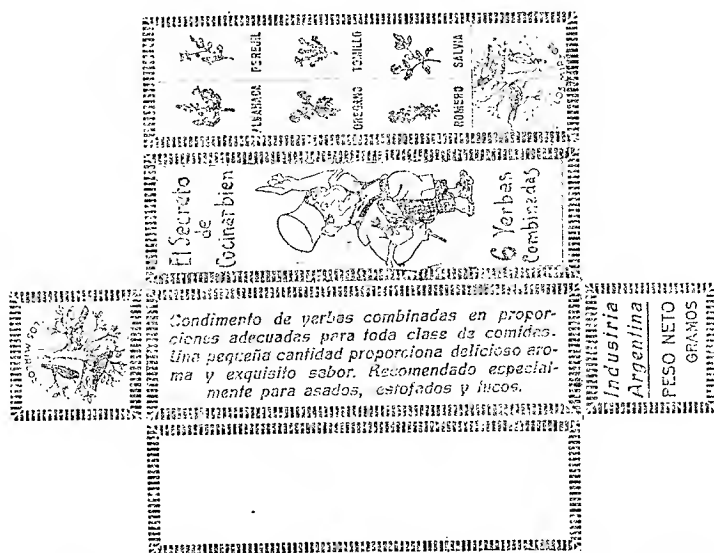 PEREJIL
TOMILLO
SALVIA
ALBAHACA
OREGANO
ROMERO
El Secreto
de
Cocinar bien
6 Yerbas
Combinadas
Condimento de yerbas combinadas en propor-
ciones adecuadas para toda clase de comidas.
Una pequeña cantidad proporciona delicioso aro-
ma y exquisito sabor. Recomendado especial-
mente para asados, estofados y tucos.
Industria
Argentina
PESO NETO
GRAMOS